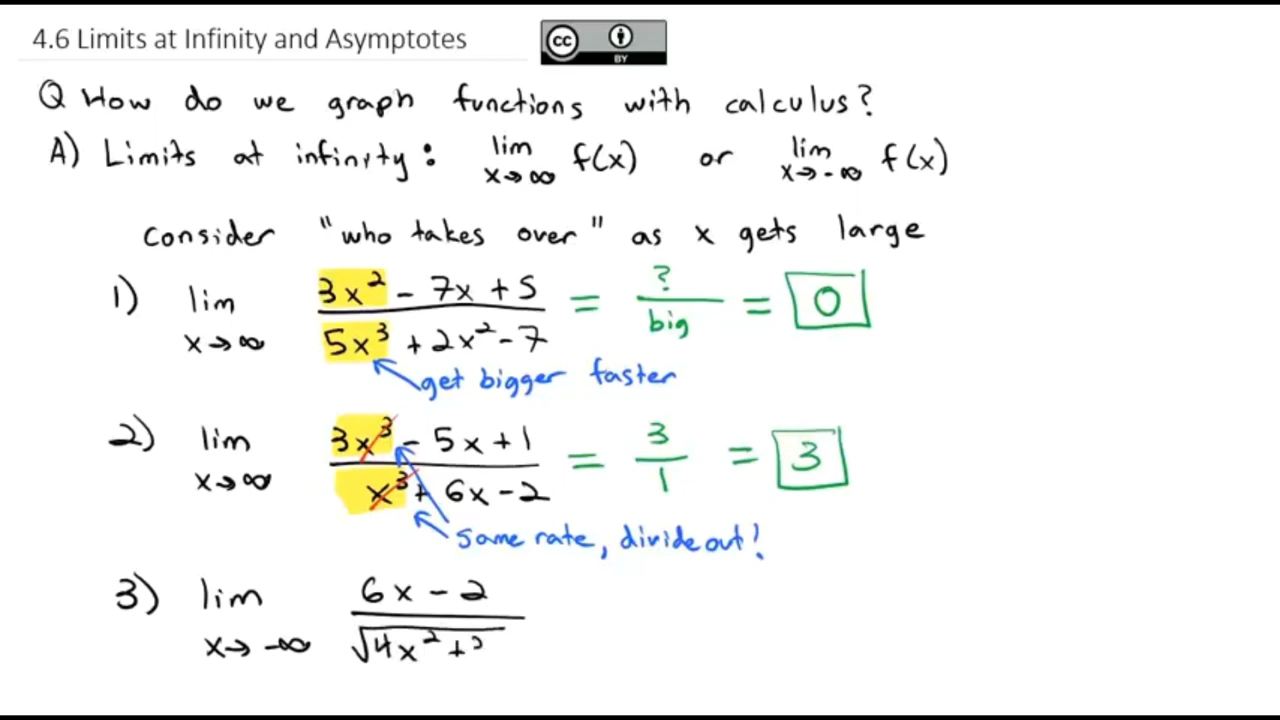 4.6 Limits at Infinity and Asymptotes
cc BY
Q How do we graph functions with calculus?
A) Limits at infinity: lim x→∞ f(x) or lim x→-∞ f(x)
consider "who takes over" as x gets large
1) lim x→∞ (3x² - 7x + 5)/(5x³ + 2x² - 7) = ?/big = 0
get bigger faster
2) lim x→∞ (3x³ - 5x + 1)/(x³ + 6x - 2) = 3/1 = 3
same rate, divide out!
3) lim x→-∞ (6x - 2)/√(4x² +